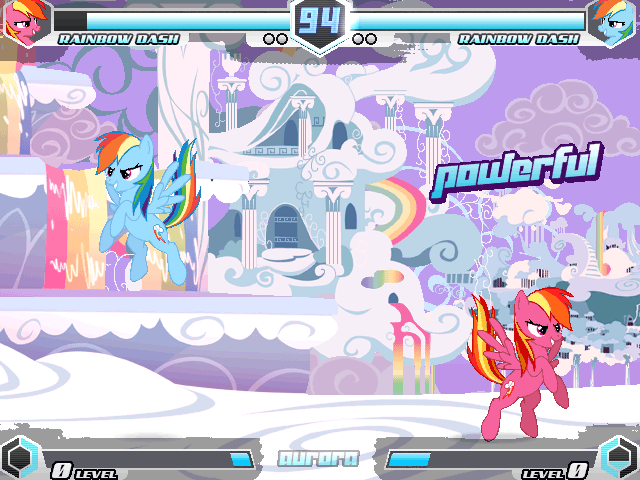 94
RAINBOW DASH
RAINBOW DASH
powerful
0 LEVEL
aurora
LEVEL 0